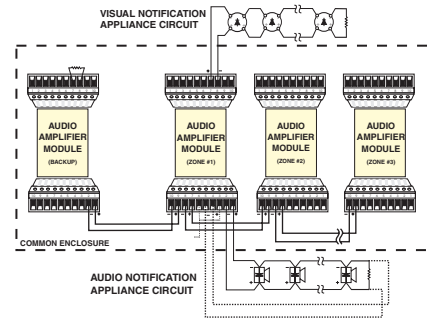 VISUAL NOTIFICATION
APPLIANCE CIRCUIT
AUDIO
AMPLIFIER
MODULE
(BACKUP)
AUDIO
AMPLIFIER
MODULE
(ZONE #1)
AUDIO
AMPLIFIER
MODULE
(ZONE #2)
AUDIO
AMPLIFIER
MODULE
(ZONE #3)
COMMON ENCLOSURE
AUDIO NOTIFICATION
APPLIANCE CIRCUIT